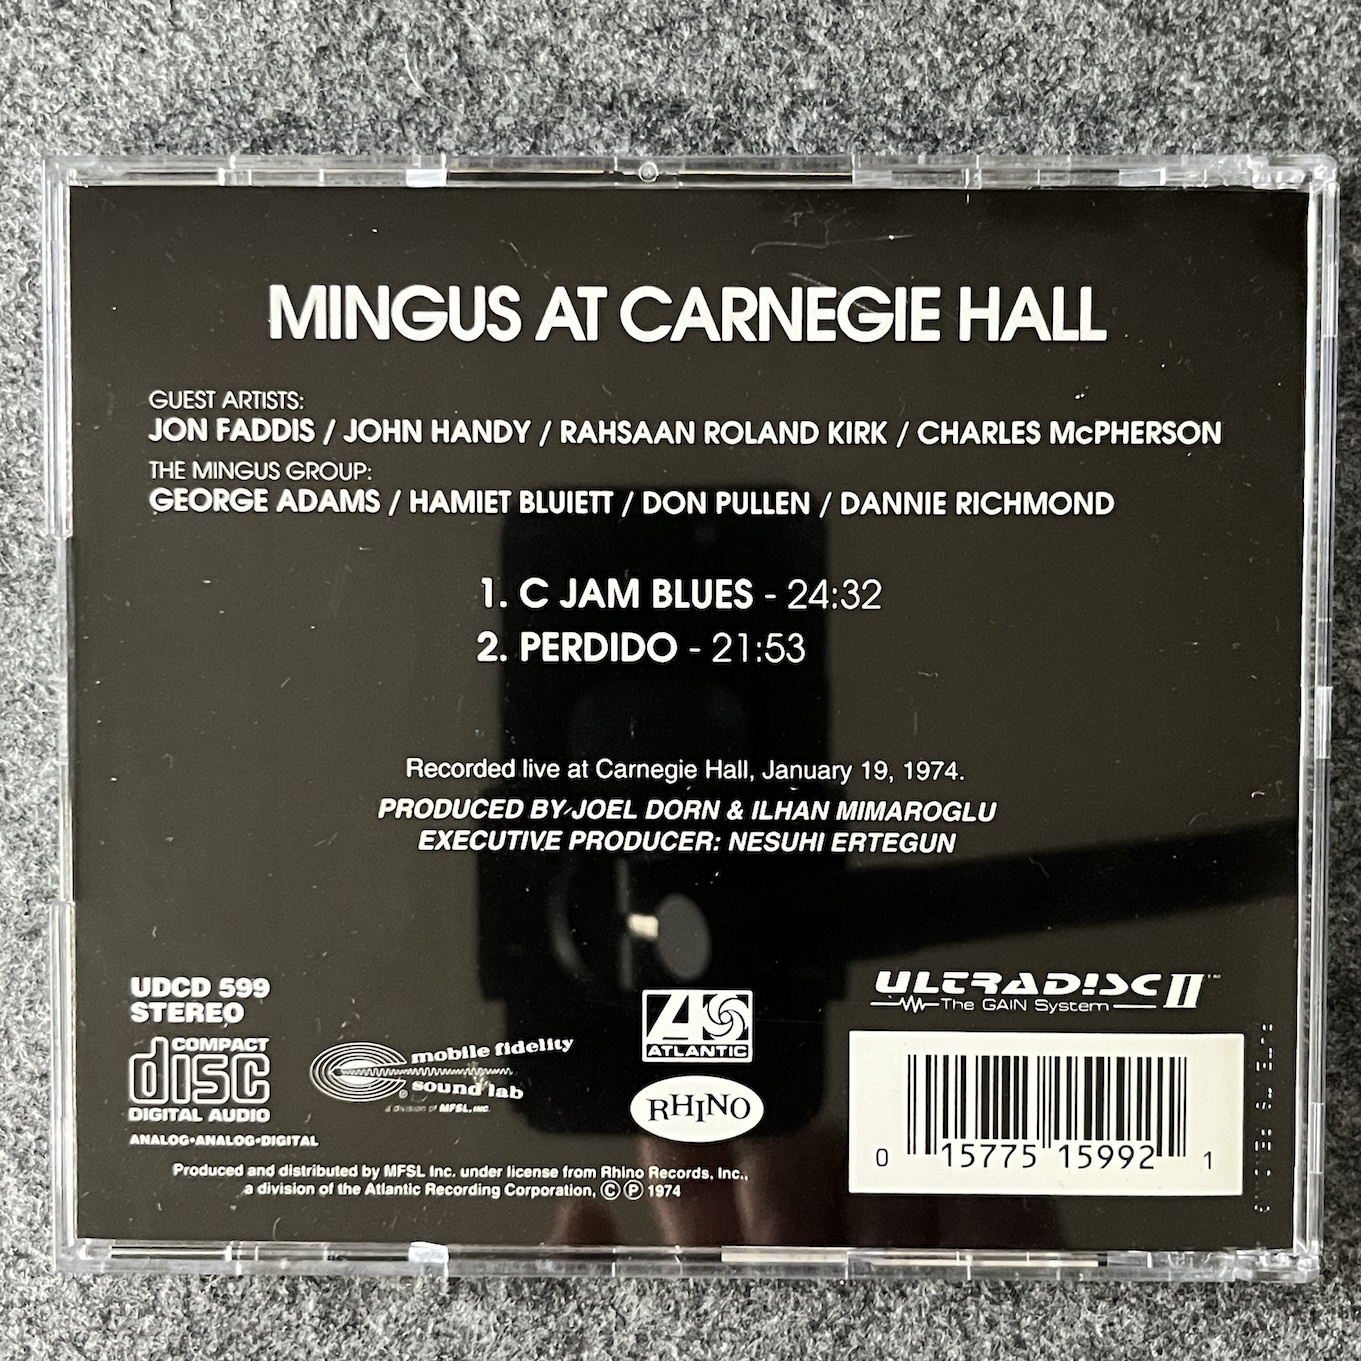 MINGUS AT CARNEGIE HALL
GUEST ARTISTS:
JON FADDIS / JOHN HANDY / RAHSAAN ROLAND KIRK / CHARLES McPHERSON
THE MINGUS GROUP:
GEORGE ADAMS / HAMIET BLUIETT / DON PULLEN / DANNIE RICHMOND
1. C JAM BLUES - 24:32
2. PERDIDO - 21:53
Recorded live at Carnegie Hall, January 19, 1974.
PRODUCED BY JOEL DORN & ILHAN MIMAROGLU
EXECUTIVE PRODUCER: NESUHI ERTEGUN
UDCD 599
STEREO
COMPACT
disc
DIGITAL AUDIO
ANALOG•ANALOG•DIGITAL
mobile fidelity
sound lab
®
a division of MFSL, INC.
ATLANTIC
RHINO
ULTRADISC II™
The GAIN System
0 15775 15992 1
Produced and distributed by MFSL Inc. under license from Rhino Records, Inc.,
a division of the Atlantic Recording Corporation, © ℗ 1974